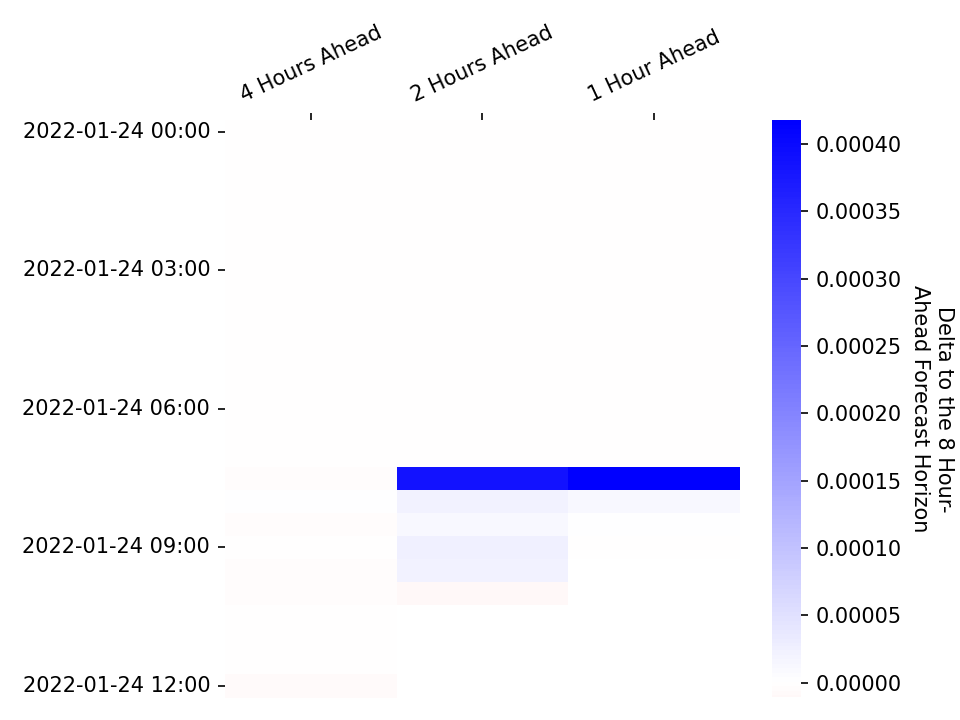 4 Hours Ahead
2 Hours Ahead
1 Hour Ahead
2022-01-24 00:00
2022-01-24 03:00
2022-01-24 06:00
2022-01-24 09:00
2022-01-24 12:00
0.00040
0.00035
0.00030
0.00025
0.00020
0.00015
0.00010
0.00005
0.00000
Delta to the 8 Hour-
Ahead Forecast Horizon